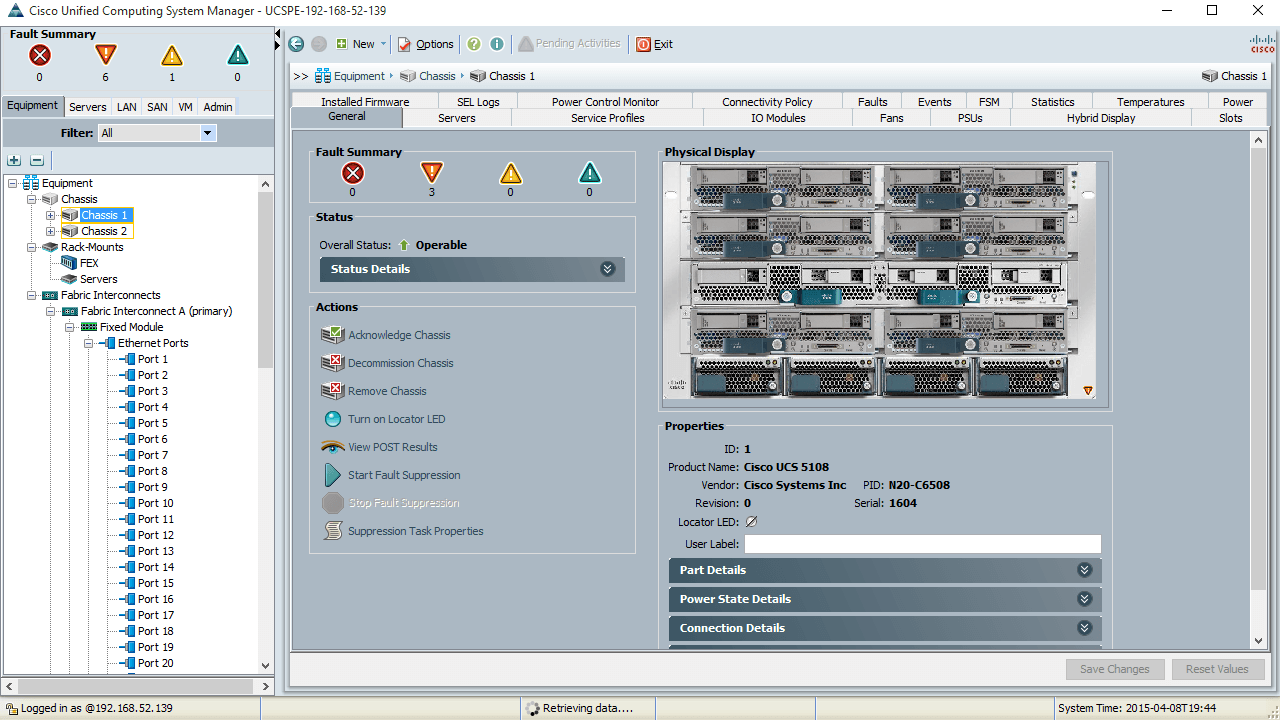 Cisco Unified Computing System Manager - UCSPE-192-168-52-139
Fault Summary
0 6 1 0
Equipment Servers LAN SAN VM Admin
Filter: All
Equipment
Chassis
Chassis 1
Chassis 2
Rack-Mounts
FEX
Servers
Fabric Interconnects
Fabric Interconnect A (primary)
Fixed Module
Ethernet Ports
Port 1
Port 2
Port 3
Port 4
Port 5
Port 6
Port 7
Port 8
Port 9
Port 10
Port 11
Port 12
Port 13
Port 14
Port 15
Port 16
Port 17
Port 18
Port 19
Port 20
New Options ? i Pending Activities Exit
CISCO
>> Equipment Chassis Chassis 1 Chassis 1
Installed Firmware SEL Logs Power Control Monitor Connectivity Policy Faults Events FSM Statistics Temperatures Power
General Servers Service Profiles IO Modules Fans PSUs Hybrid Display Slots
Fault Summary
0 3 0 0
Status
Overall Status: Operable
Status Details
Actions
Acknowledge Chassis
Decommission Chassis
Remove Chassis
Turn on Locator LED
View POST Results
Start Fault Suppression
Stop Fault Suppression
Suppression Task Properties
Physical Display
Properties
ID: 1
Product Name: Cisco UCS 5108
Vendor: Cisco Systems Inc PID: N20-C6508
Revision: 0 Serial: 1604
Locator LED:
User Label:
Part Details
Power State Details
Connection Details
Save Changes Reset Values
Logged in as @192.168.52.139
Retrieving data....
System Time: 2015-04-08T19:44